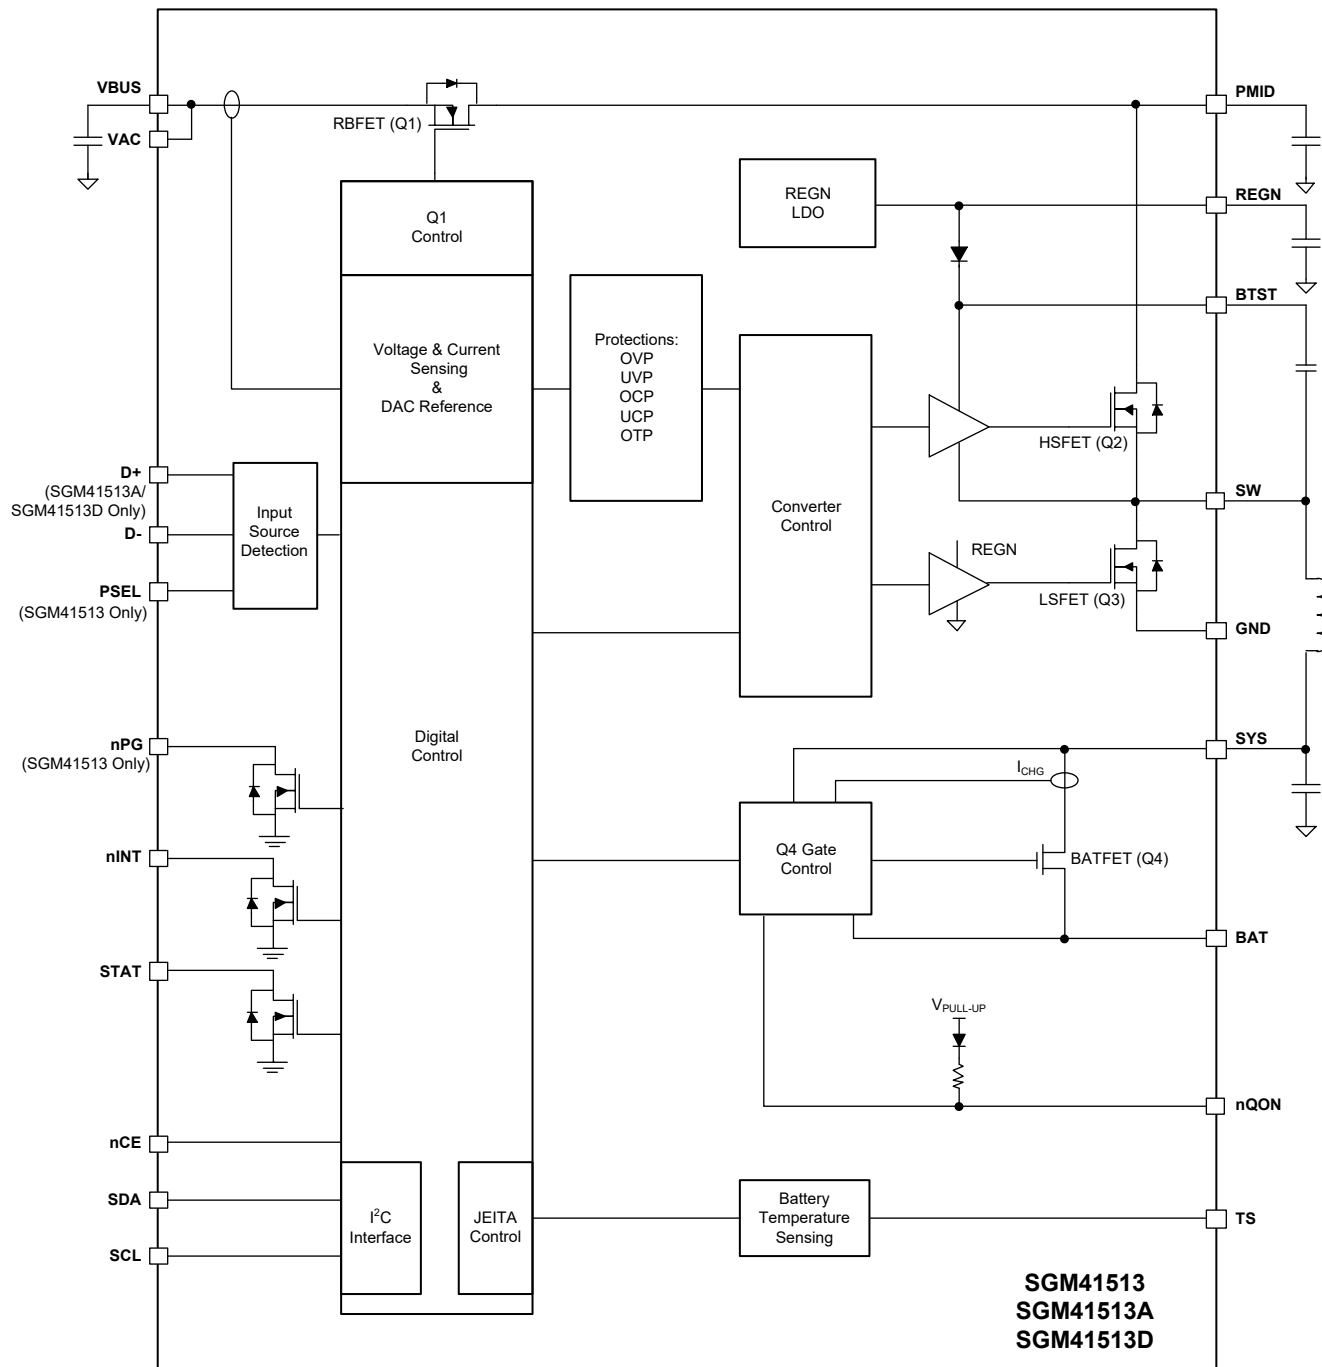 VBUS
VAC
RBFET (Q1)
PMID
REGN
LDO
REGN
Q1
Control
BTST
Voltage & Current
Sensing
&
DAC Reference
Protections:
OVP
UVP
OCP
UCP
OTP
HSFET (Q2)
D+
(SGM41513A/
SGM41513D Only)
D-
PSEL
(SGM41513 Only)
Input
Source
Detection
Converter
Control
SW
REGN
LSFET (Q3)
GND
nPG
(SGM41513 Only)
Digital
Control
SYS
I_CHG
nINT
Q4 Gate
Control
BATFET (Q4)
BAT
STAT
V_PULL-UP
nQON
nCE
SDA
SCL
I²C
Interface
JEITA
Control
Battery
Temperature
Sensing
TS
SGM41513
SGM41513A
SGM41513D